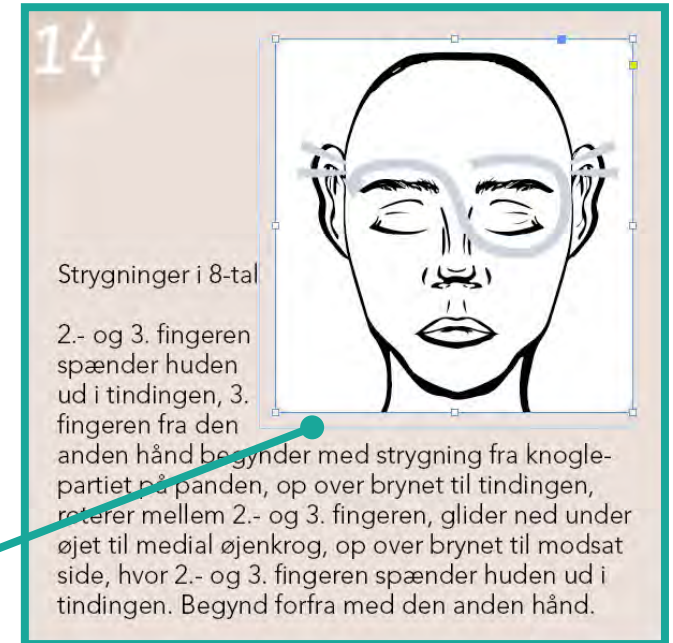 14
Strygninger i 8-tal
2.- og 3. fingeren
spænder huden
ud i tindingen, 3.
fingeren fra den
anden hånd begynder med strygning fra knogle-
partiet på panden, op over brynet til tindingen,
roterer mellem 2.- og 3. fingeren, glider ned under
øjet til medial øjenkrog, op over brynet til modsat
side, hvor 2.- og 3. fingeren spænder huden ud i
tindingen. Begynd forfra med den anden hånd.